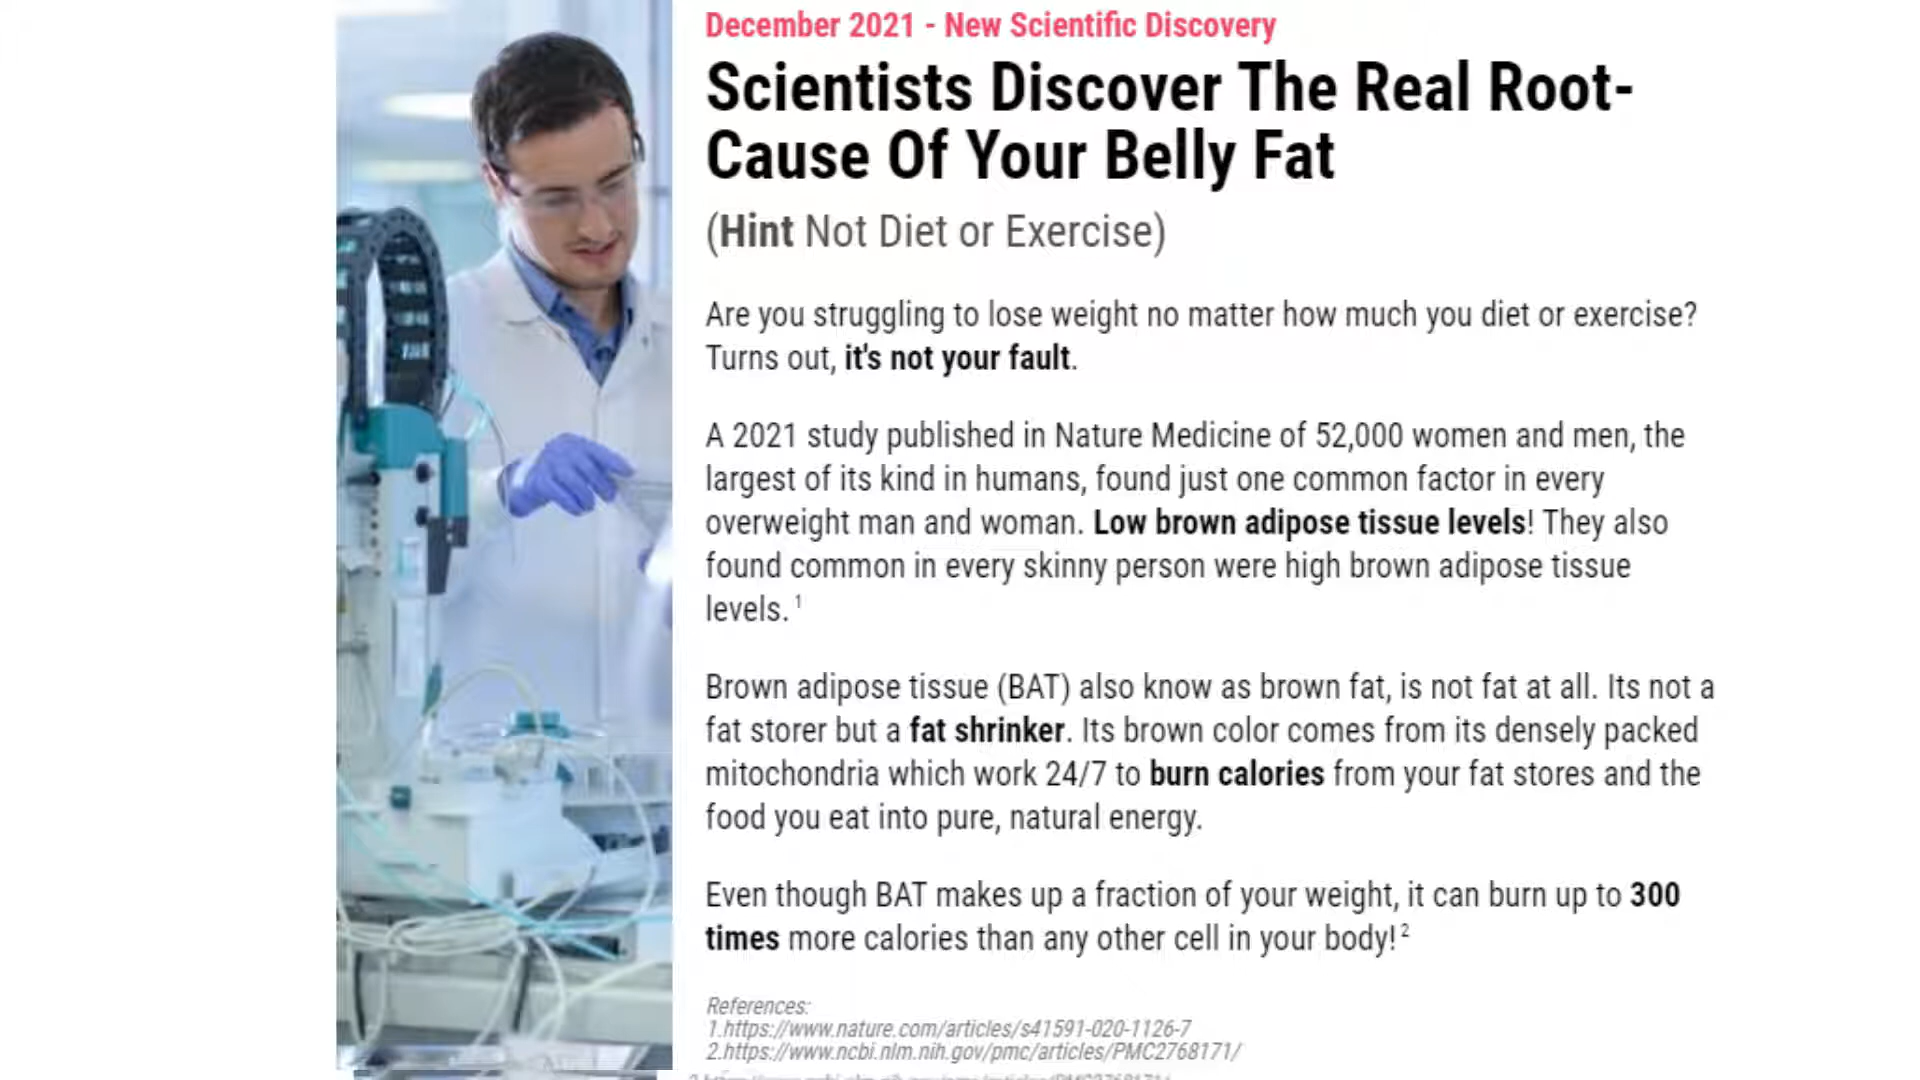 December 2021 - New Scientific Discovery
Scientists Discover The Real Root-
Cause Of Your Belly Fat
(Hint Not Diet or Exercise)
Are you struggling to lose weight no matter how much you diet or exercise?
Turns out, it's not your fault.
A 2021 study published in Nature Medicine of 52,000 women and men, the
largest of its kind in humans, found just one common factor in every
overweight man and woman. Low brown adipose tissue levels! They also
found common in every skinny person were high brown adipose tissue
levels. 1
Brown adipose tissue (BAT) also know as brown fat, is not fat at all. Its not a
fat storer but a fat shrinker. Its brown color comes from its densely packed
mitochondria which work 24/7 to burn calories from your fat stores and the
food you eat into pure, natural energy.
Even though BAT makes up a fraction of your weight, it can burn up to 300
times more calories than any other cell in your body! 2
References:
1.https://www.nature.com/articles/s41591-020-1126-7
2.https://www.ncbi.nlm.nih.gov/pmc/articles/PMC2768171/